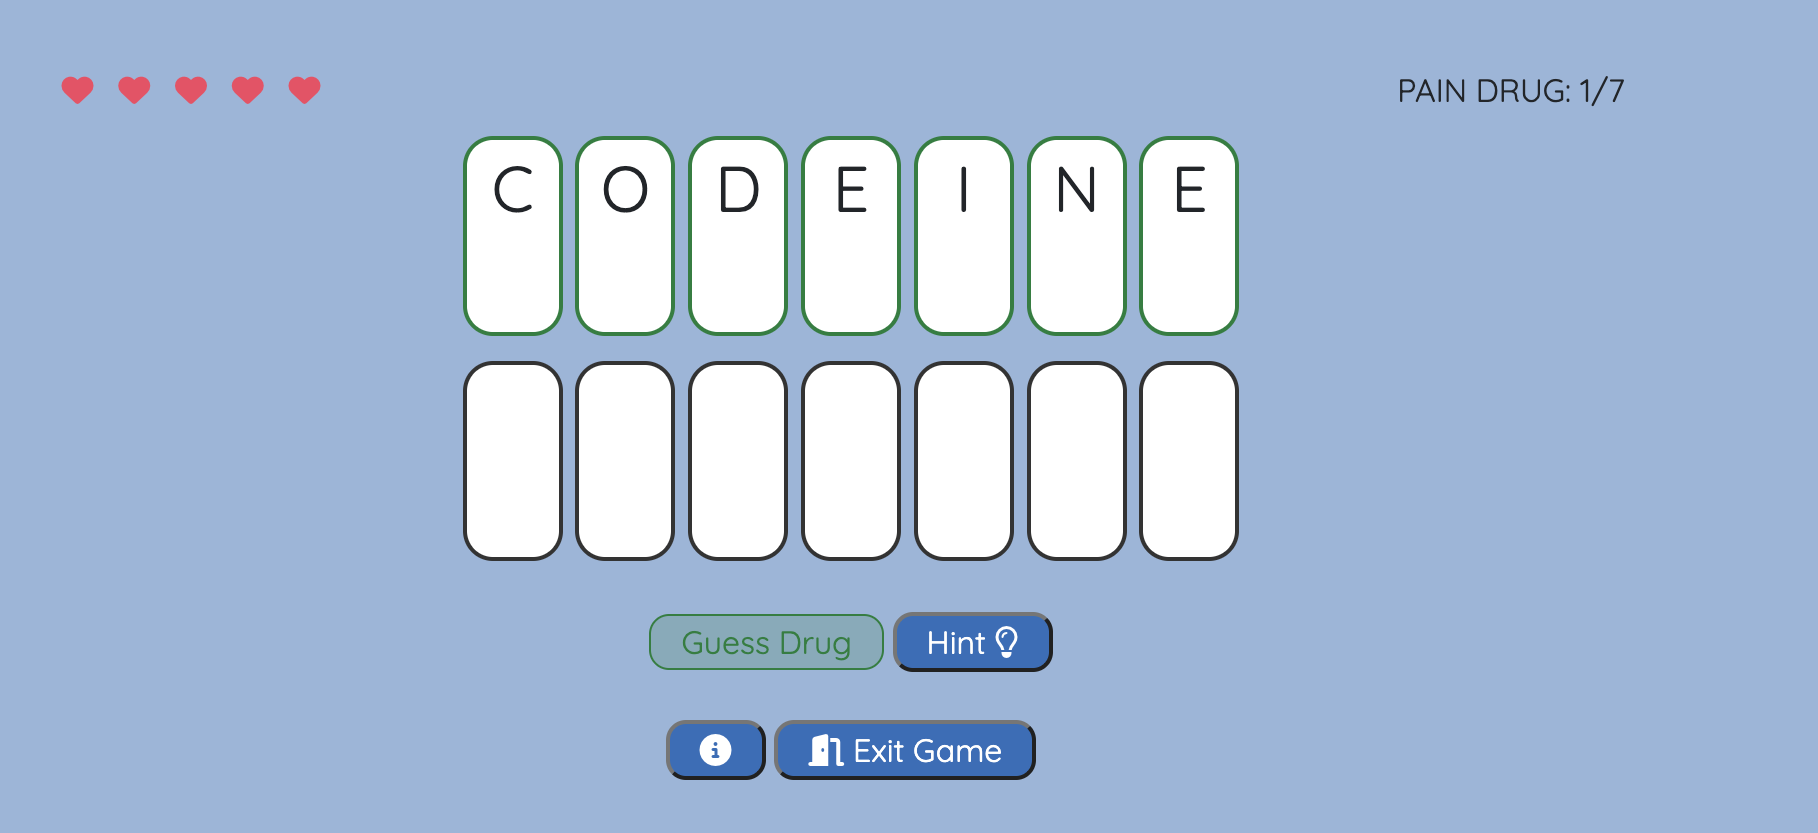 PAIN DRUG: 1/7
C O D E I N E
Guess Drug
Hint
Exit Game